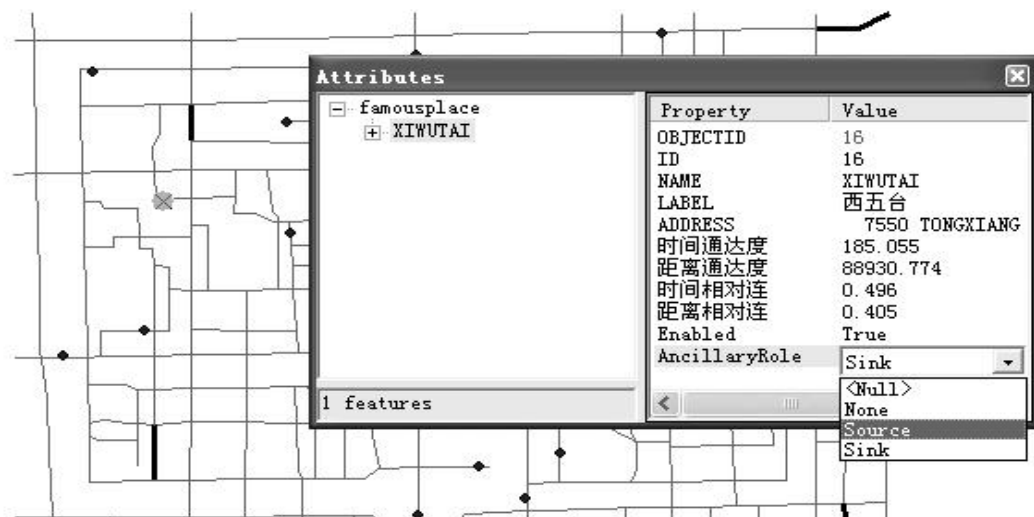 Attributes
famousplace
XIWUTAI
1 features
Property Value
OBJECTID 16
ID 16
NAME XIWUTAI
LABEL 西五台
ADDRESS 7550 TONGXIANG
时间通达度 185.055
距离通达度 88930.774
时间相对连 0.496
距离相对连 0.405
Enabled True
AncillaryRole Sink
<Null>
None
Source
Sink